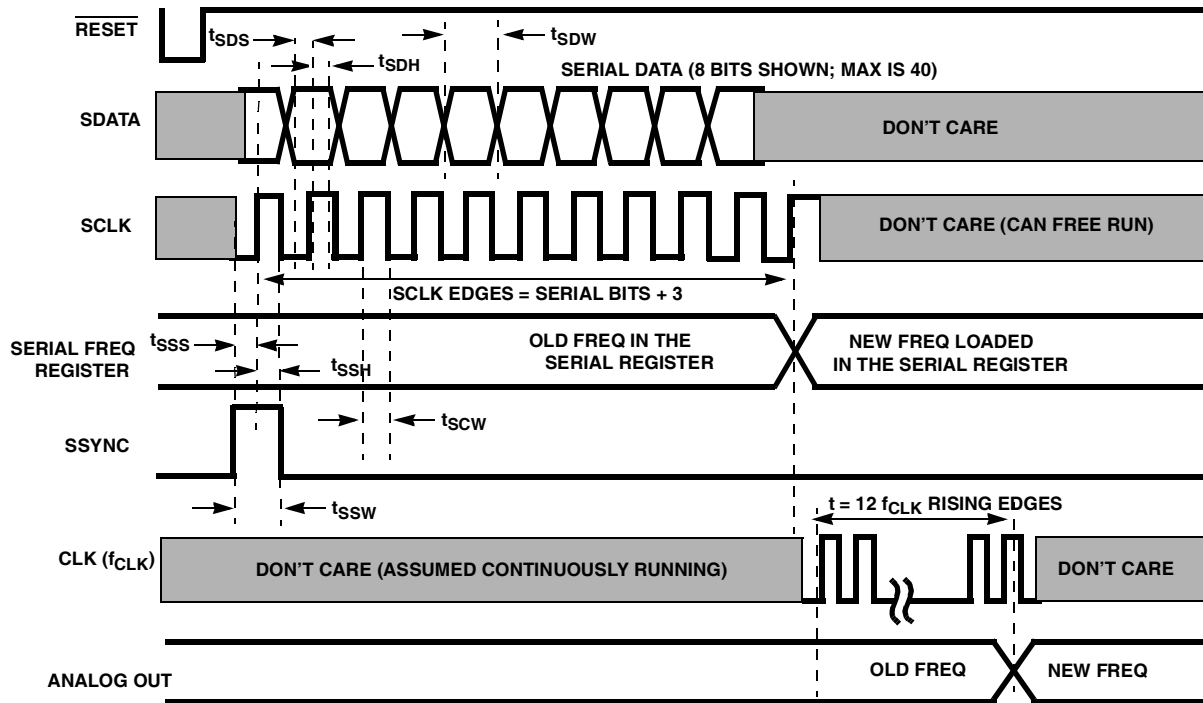 RESET
tSDS
tSDW
tSDH
SERIAL DATA (8 BITS SHOWN; MAX IS 40)
SDATA
DON'T CARE
SCLK
DON'T CARE (CAN FREE RUN)
SCLK EDGES = SERIAL BITS + 3
SERIAL FREQ
REGISTER
tSSS
tSSH
OLD FREQ IN THE
SERIAL REGISTER
NEW FREQ LOADED
IN THE SERIAL REGISTER
tSCW
SSYNC
tSSW
t = 12 fCLK RISING EDGES
CLK (fCLK)
DON'T CARE (ASSUMED CONTINUOUSLY RUNNING)
DON'T CARE
ANALOG OUT
OLD FREQ
NEW FREQ